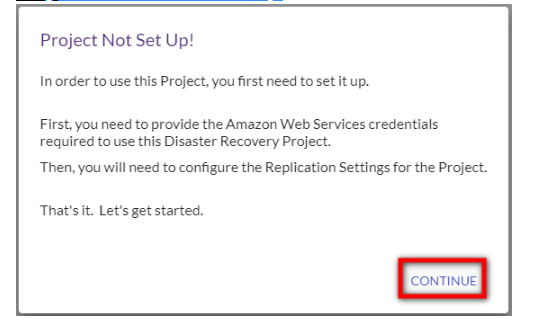 Project Not Set Up!
In order to use this Project, you first need to set it up.
First, you need to provide the Amazon Web Services credentials
required to use this Disaster Recovery Project.
Then, you will need to configure the Replication Settings for the Project.
That's it. Let's get started.
CONTINUE